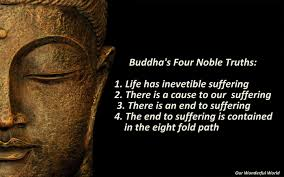 Buddha's Four Noble Truths:
1. Life has inevetible suffering
2. There is a cause to our suffering
3. There is an end to suffering
4. The end to suffering is contained
in the eight fold path
Our Wonderful World